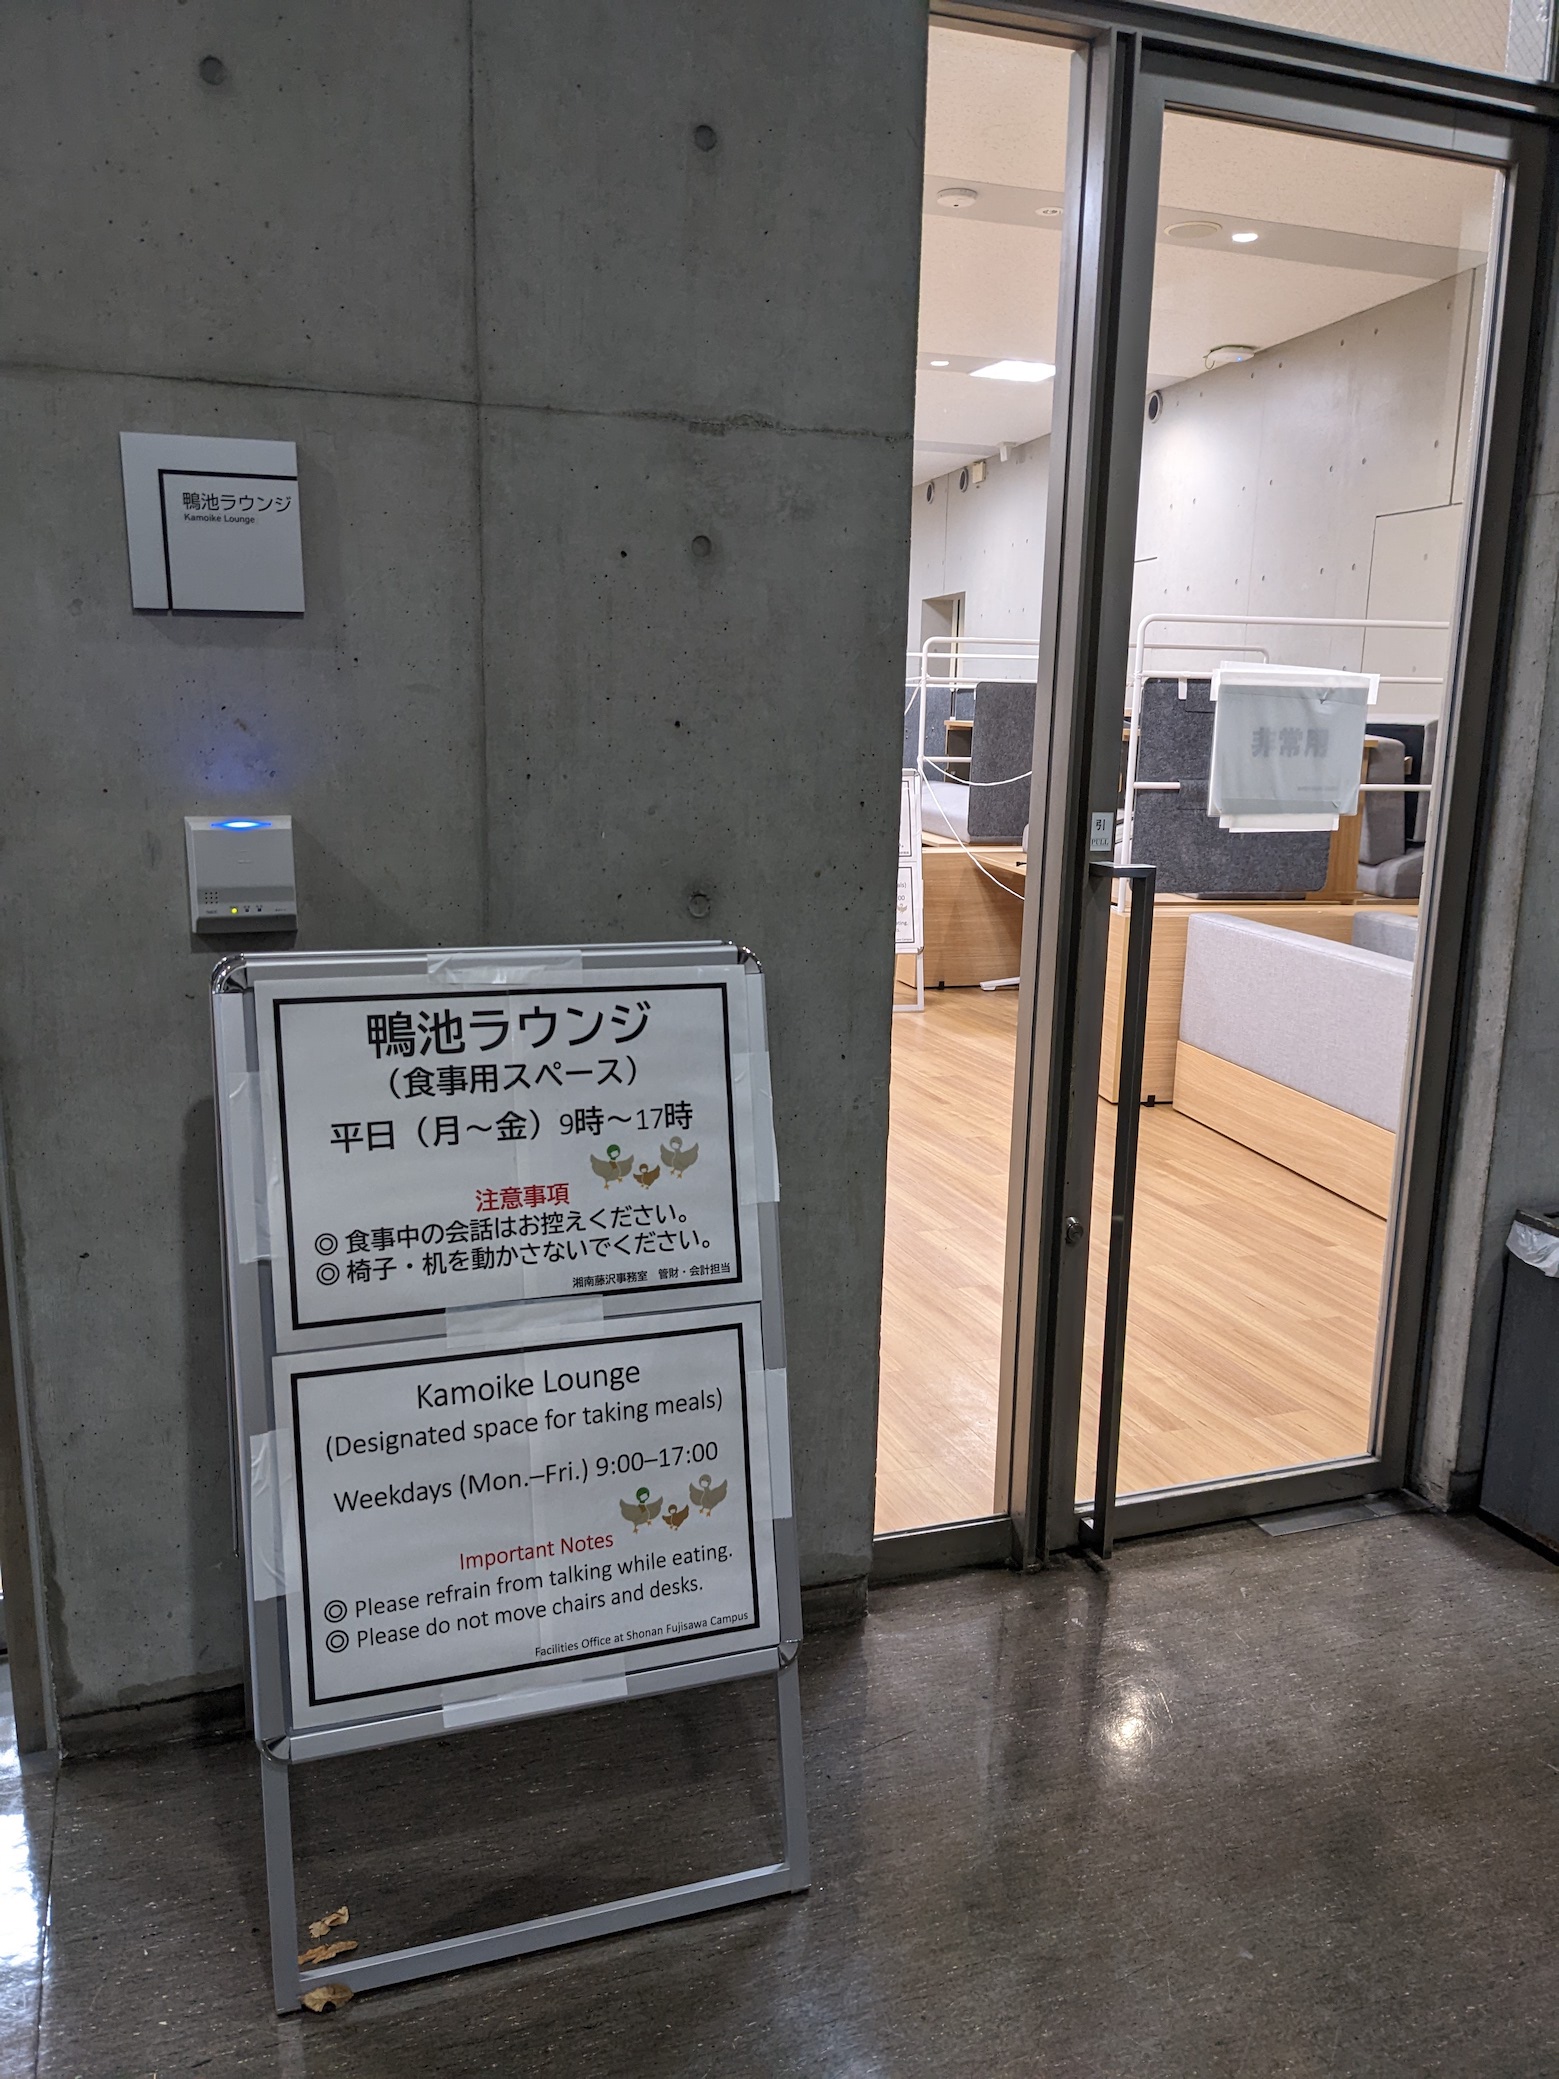 鴨池ラウンジ
Kamoike Lounge
鴨池ラウンジ
（食事用スペース）
平日（月～金）9時～17時
注意事項
◎ 食事中の会話はお控えください。
◎ 椅子・机を動かさないでください。
湘南藤沢事務室　管財・会計担当
Kamoike Lounge
(Designated space for taking meals)
Weekdays (Mon.–Fri.) 9:00–17:00
Important Notes
◎ Please refrain from talking while eating.
◎ Please do not move chairs and desks.
Facilities Office at Shonan Fujisawa Campus
引
PULL
非常用